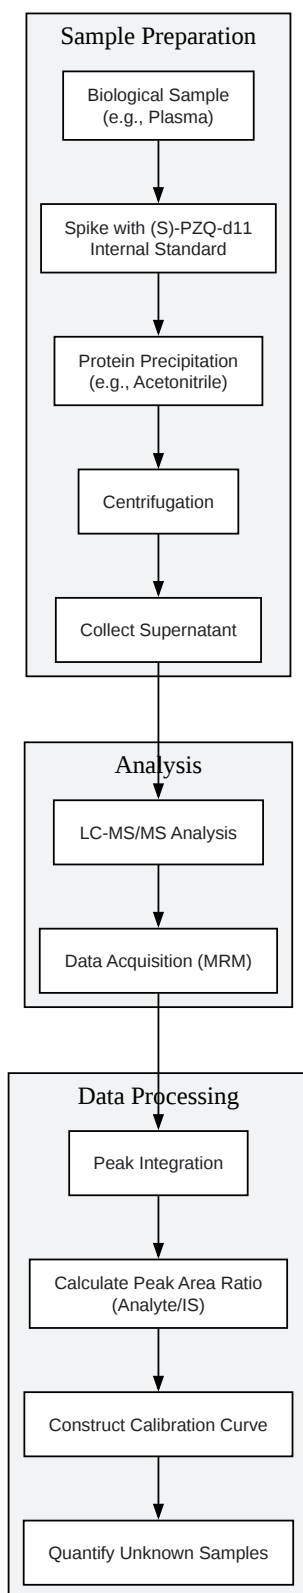 Sample Preparation
Biological Sample
(e.g., Plasma)
Spike with (S)-PZQ-d11
Internal Standard
Protein Precipitation
(e.g., Acetonitrile)
Centrifugation
Collect Supernatant
Analysis
LC-MS/MS Analysis
Data Acquisition (MRM)
Data Processing
Peak Integration
Calculate Peak Area Ratio
(Analyte/IS)
Construct Calibration Curve
Quantify Unknown Samples